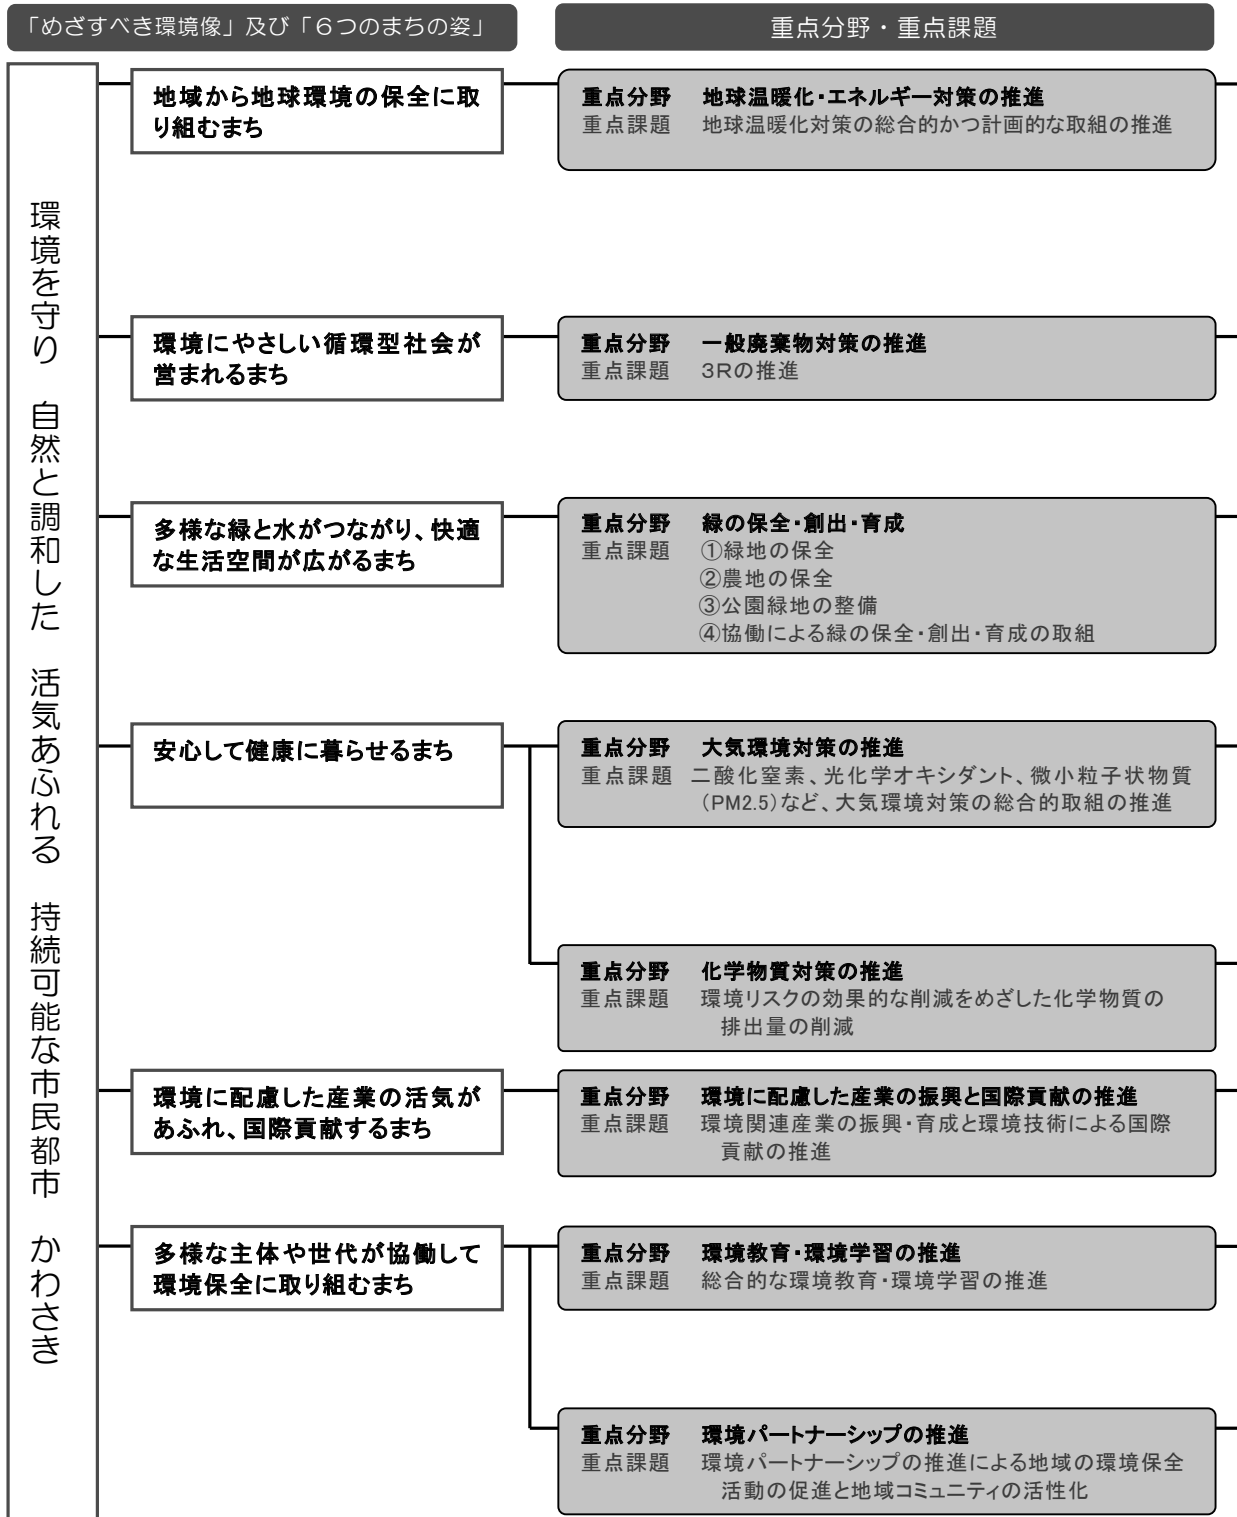 「めざすべき環境像」及び「６つのまちの姿」
重点分野・重点課題
環境を守り　自然と調和した　活気あふれる　持続可能な市民都市　かわさき
地域から地球環境の保全に取
り組むまち
重点分野　地球温暖化・エネルギー対策の推進
重点課題　地球温暖化対策の総合的かつ計画的な取組の推進
環境にやさしい循環型社会が
営まれるまち
重点分野　一般廃棄物対策の推進
重点課題　３Ｒの推進
多様な緑と水がつながり、快適
な生活空間が広がるまち
重点分野　緑の保全・創出・育成
重点課題　①緑地の保全
②農地の保全
③公園緑地の整備
④協働による緑の保全・創出・育成の取組
安心して健康に暮らせるまち
重点分野　大気環境対策の推進
重点課題　二酸化窒素、光化学オキシダント、微小粒子状物質
（PM2.5）など、大気環境対策の総合的取組の推進
重点分野　化学物質対策の推進
重点課題　環境リスクの効果的な削減をめざした化学物質の
排出量の削減
環境に配慮した産業の活気が
あふれ、国際貢献するまち
重点分野　環境に配慮した産業の振興と国際貢献の推進
重点課題　環境関連産業の振興・育成と環境技術による国際
貢献の推進
多様な主体や世代が協働して
環境保全に取り組むまち
重点分野　環境教育・環境学習の推進
重点課題　総合的な環境教育・環境学習の推進
重点分野　環境パートナーシップの推進
重点課題　環境パートナーシップの推進による地域の環境保全
活動の促進と地域コミュニティの活性化